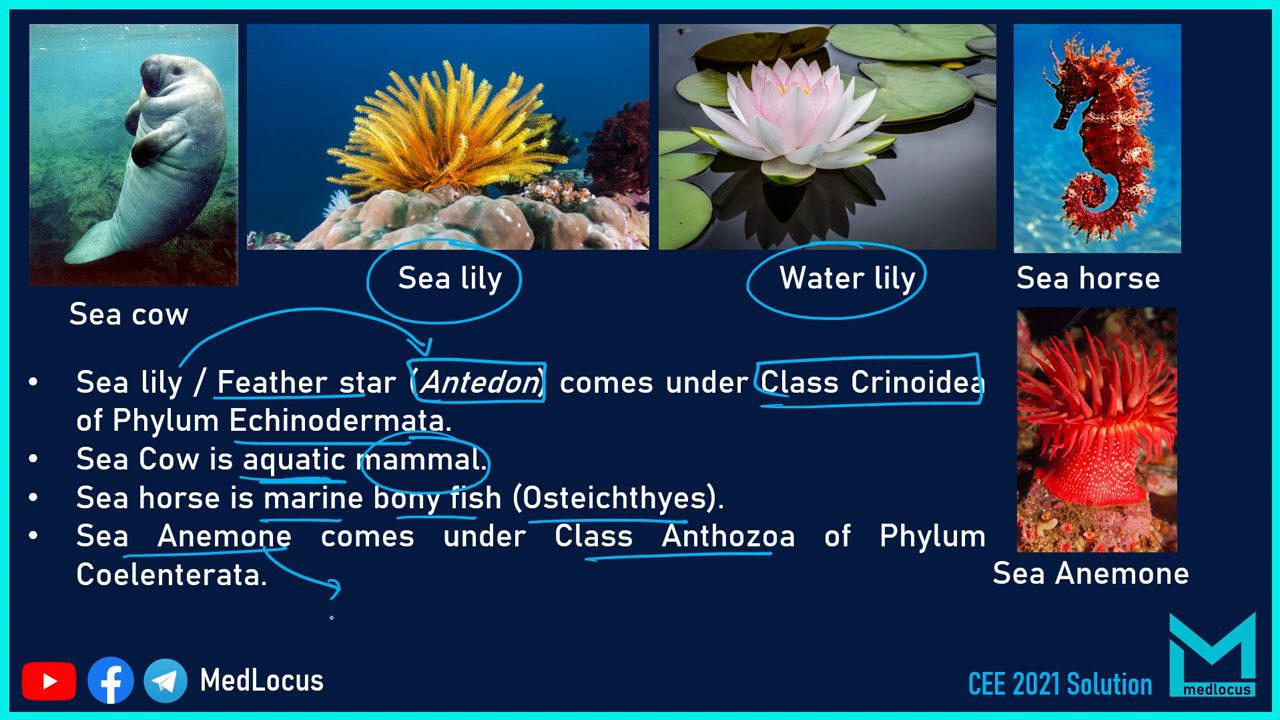 Sea lily
Water lily
Sea horse
Sea cow
• Sea lily / Feather star (Antedon) comes under Class Crinoidea
of Phylum Echinodermata.
• Sea Cow is aquatic mammal.
• Sea horse is marine bony fish (Osteichthyes).
• Sea Anemone comes under Class Anthozoa of Phylum
Coelenterata.
Sea Anemone
MedLocus
CEE 2021 Solution
medlocus